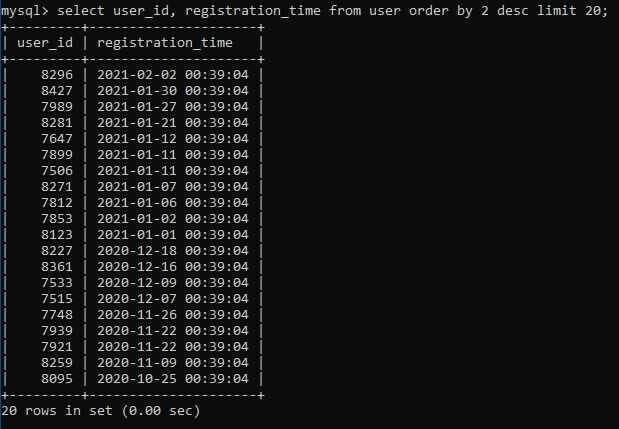 mysql> select user_id, registration_time from user order by 2 desc limit 20;
+---------+---------------------+
| user_id | registration_time   |
+---------+---------------------+
|    8296 | 2021-02-02 00:39:04 |
|    8427 | 2021-01-30 00:39:04 |
|    7989 | 2021-01-27 00:39:04 |
|    8281 | 2021-01-21 00:39:04 |
|    7647 | 2021-01-12 00:39:04 |
|    7899 | 2021-01-11 00:39:04 |
|    7506 | 2021-01-11 00:39:04 |
|    8271 | 2021-01-07 00:39:04 |
|    7812 | 2021-01-06 00:39:04 |
|    7853 | 2021-01-02 00:39:04 |
|    8123 | 2021-01-01 00:39:04 |
|    8227 | 2020-12-18 00:39:04 |
|    8361 | 2020-12-16 00:39:04 |
|    7533 | 2020-12-09 00:39:04 |
|    7515 | 2020-12-07 00:39:04 |
|    7748 | 2020-11-26 00:39:04 |
|    7939 | 2020-11-22 00:39:04 |
|    7921 | 2020-11-22 00:39:04 |
|    8259 | 2020-11-09 00:39:04 |
|    8095 | 2020-10-25 00:39:04 |
+---------+---------------------+
20 rows in set (0.00 sec)